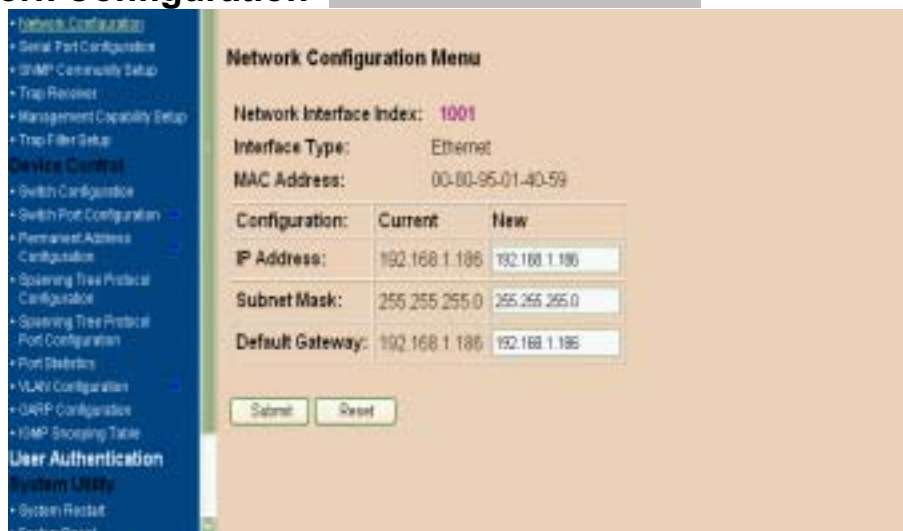 Network Configuration
Serial Port Configuration
SNMP Community Setup
Trap Receiver
Management Capability Setup
Trap Filter Setup
Device Control
Switch Configuration
Switch Port Configuration
Permanent Address
Configuration
Spanning Tree Protocol
Configuration
Spanning Tree Protocol
Port Configuration
Port Statistics
VLAN Configuration
GARP Configuration
IGMP Snooping Table
User Authentication
System Utility
System Restart
Network Configuration Menu
Network Interface Index: 1001
Interface Type: Ethernet
MAC Address: 00-80-95-01-40-59
Configuration: Current New
IP Address: 192.168.1.186 192.168.1.186
Subnet Mask: 255.255.255.0 255.255.255.0
Default Gateway: 192.168.1.186 192.168.1.186
Submit Reset